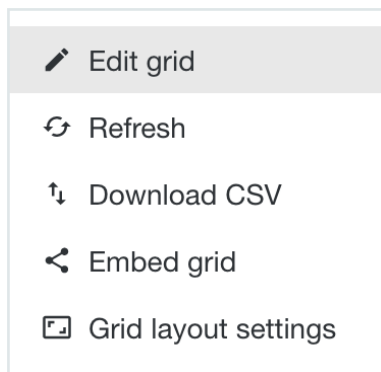 Edit grid
Refresh
Download CSV
Embed grid
Grid layout settings